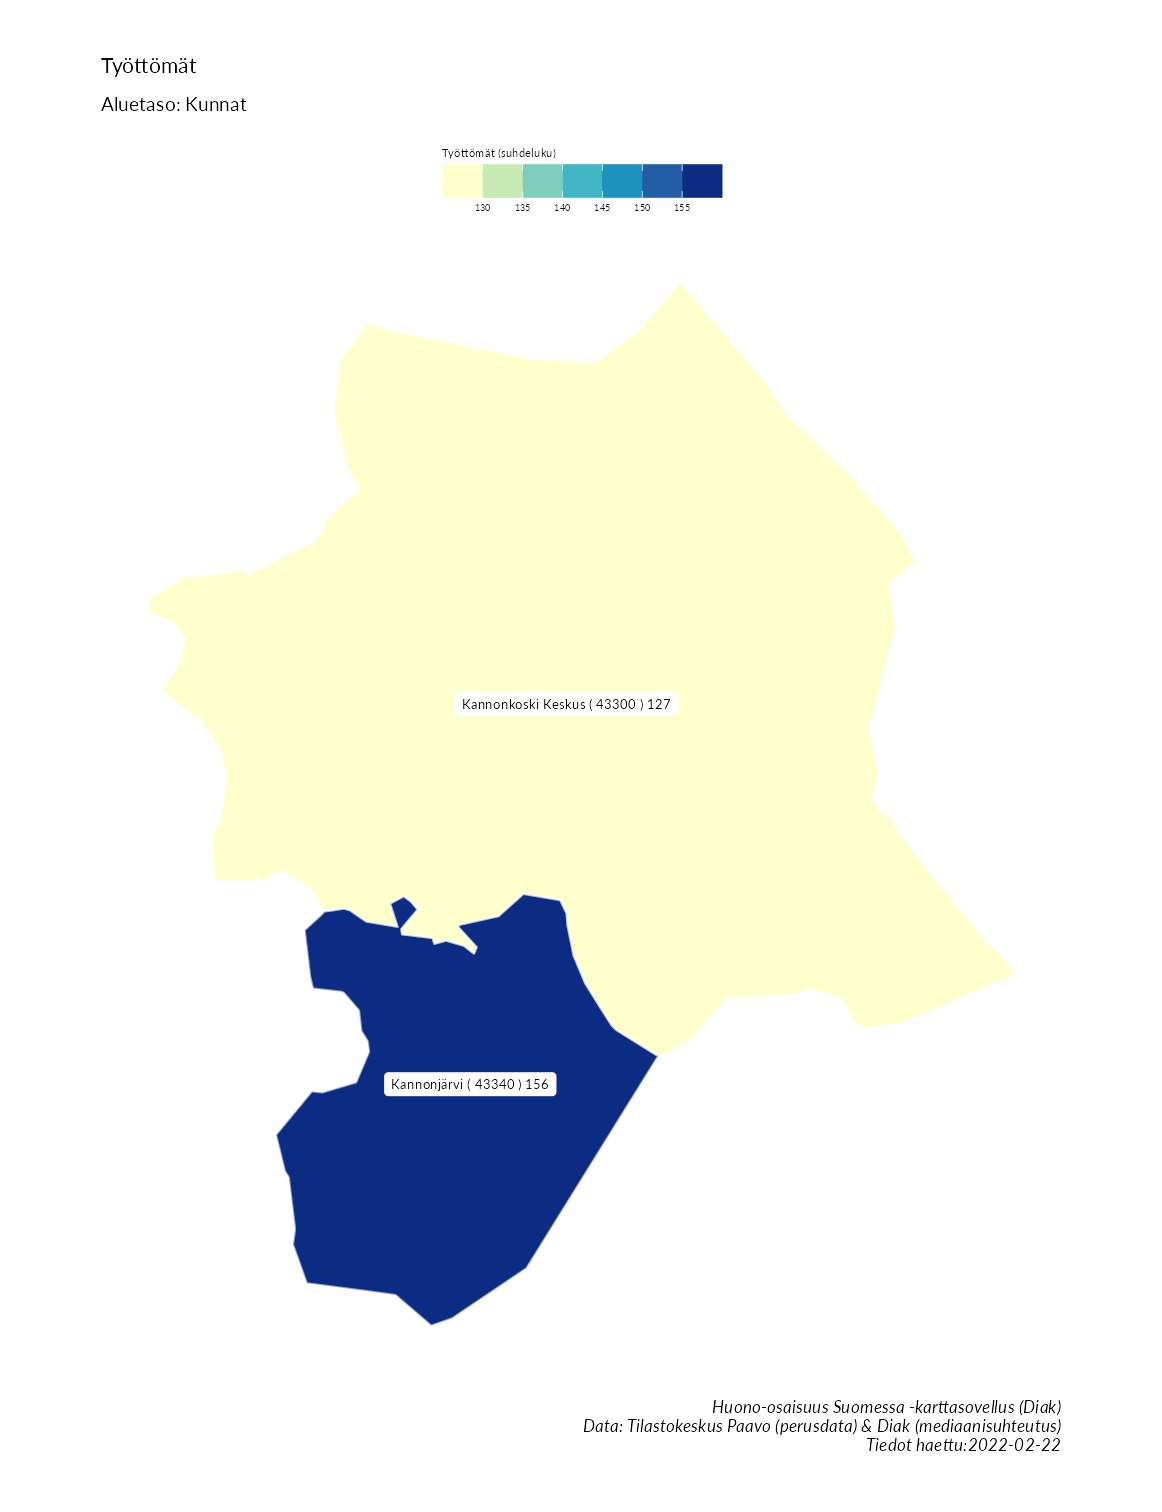 Työttömät
Aluetaso: Kunnat
Työttömät (suhdeluku)
130 135 140 145 150 155
Kannonkoski Keskus ( 43300 ) 127
Kannonjärvi ( 43340 ) 156
Huono-osaisuus Suomessa -karttasovellus (Diak)
Data: Tilastokeskus Paavo (perusdata) & Diak (mediaanisuhteutus)
Tiedot haettu:2022-02-22